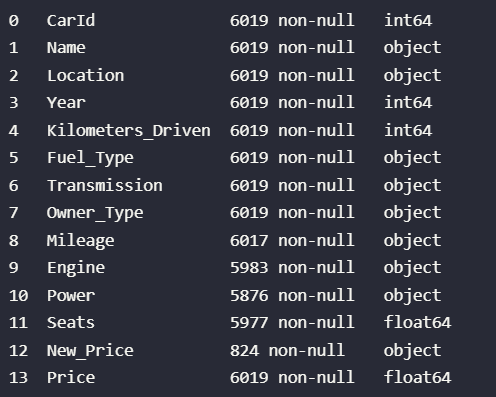 0 CarId 6019 non-null int64
1 Name 6019 non-null object
2 Location 6019 non-null object
3 Year 6019 non-null int64
4 Kilometers_Driven 6019 non-null int64
5 Fuel_Type 6019 non-null object
6 Transmission 6019 non-null object
7 Owner_Type 6019 non-null object
8 Mileage 6017 non-null object
9 Engine 5983 non-null object
10 Power 5876 non-null object
11 Seats 5977 non-null float64
12 New_Price 824 non-null object
13 Price 6019 non-null float64